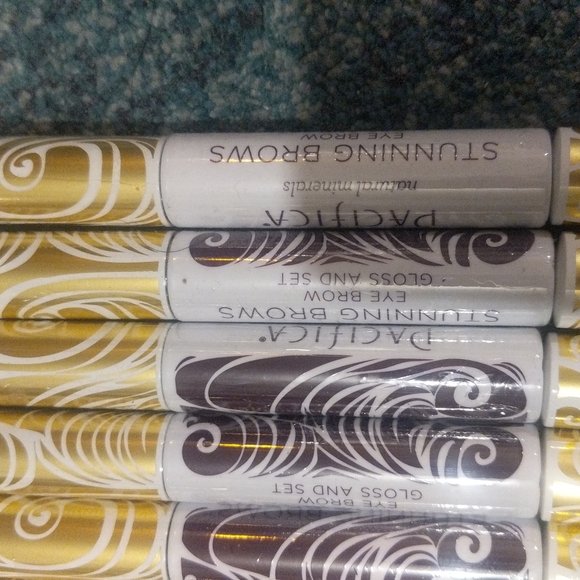 EYE BROW
GLOSS AND SET
PACIFICA®
STUNNING BROWS
EYE BROW
GLOSS AND SET
PACIFICA®
natural minerals
STUNNING BROWS
EYE BROW